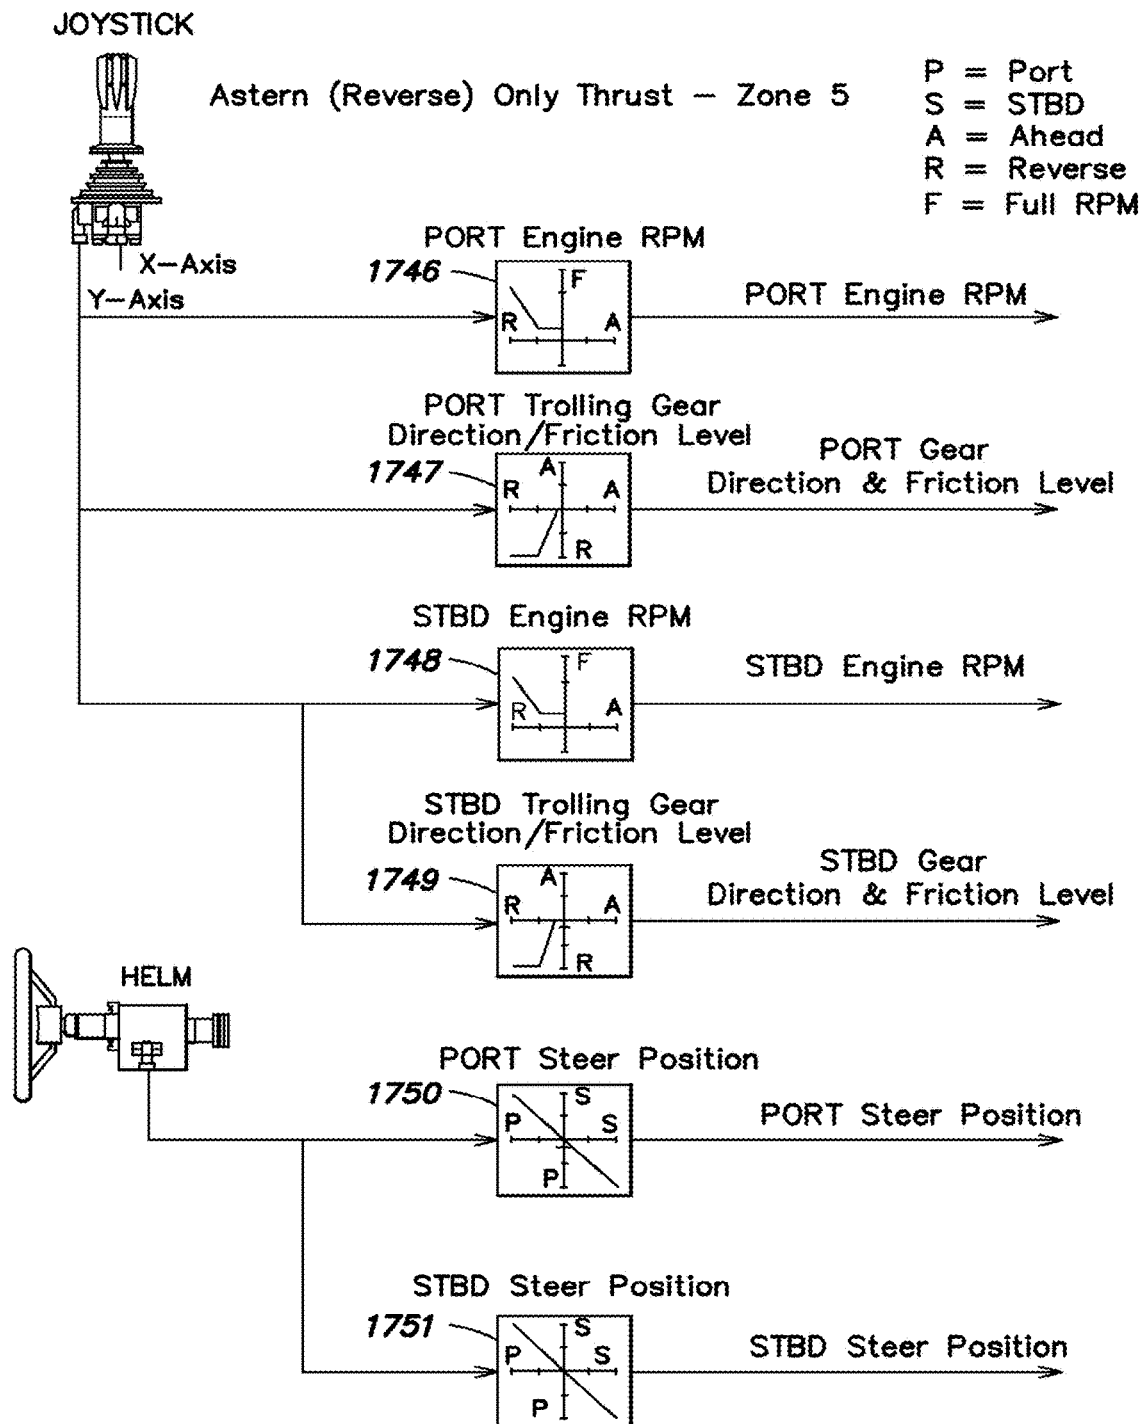 JOYSTICK
Astern (Reverse) Only Thrust – Zone 5
P = Port
S = STBD
A = Ahead
R = Reverse
F = Full RPM
X-Axis
Y-Axis
PORT Engine RPM
1746
F
R A
PORT Engine RPM
PORT Trolling Gear
Direction/Friction Level
1747
A
R A
R
PORT Gear
Direction & Friction Level
STBD Engine RPM
1748
F
R A
STBD Engine RPM
STBD Trolling Gear
Direction/Friction Level
1749
A
R A
R
STBD Gear
Direction & Friction Level
HELM
PORT Steer Position
1750
S
P S
P
PORT Steer Position
STBD Steer Position
1751
S
P S
P
STBD Steer Position